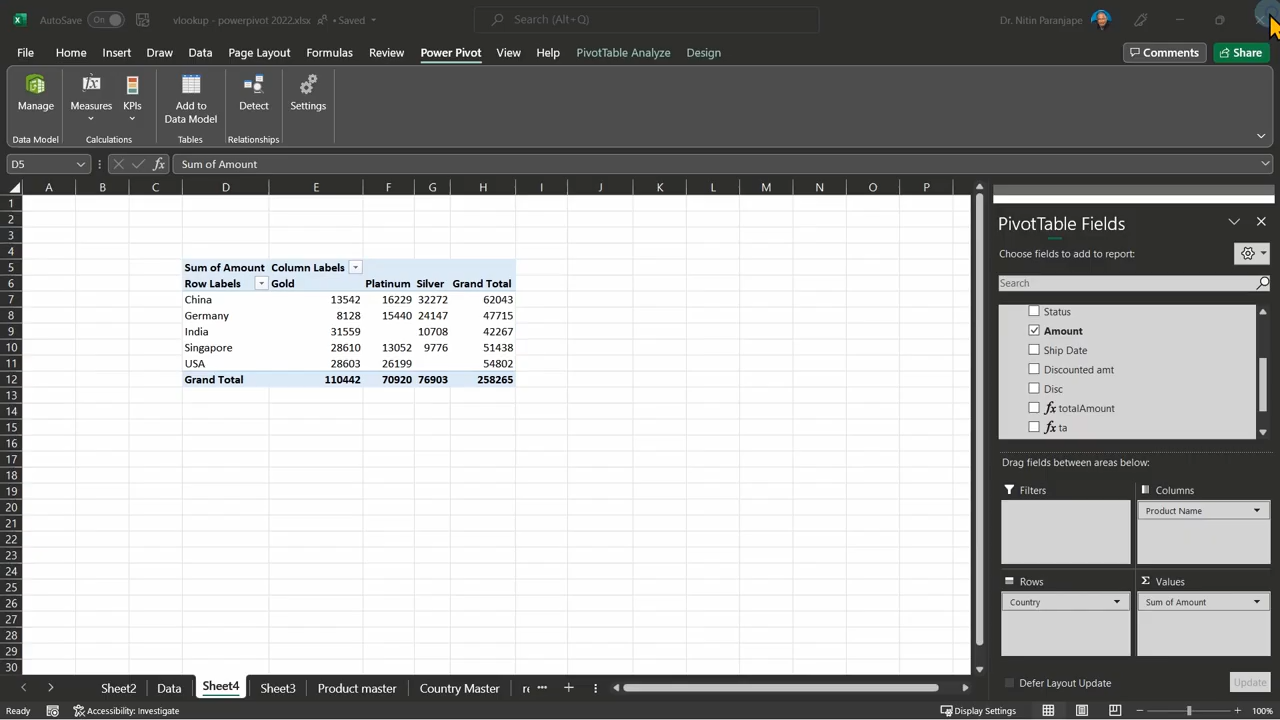 AutoSave Off vlookup - powerpivot 2022.xlsx • Saved Search (Alt+Q) Dr. Nitin Paranjape
File Home Insert Draw Data Page Layout Formulas Review Power Pivot View Help PivotTable Analyze Design Comments Share
Manage Measures KPIs Add to Data Model Detect Settings
Data Model Calculations Tables Relationships
D5 fx Sum of Amount
A B C D E F G H I J K L M N O P
1
2
3
4
5 Sum of Amount Column Labels
6 Row Labels Gold Platinum Silver Grand Total
7 China 13542 16229 32272 62043
8 Germany 8128 15440 24147 47715
9 India 31559 10708 42267
10 Singapore 28610 13052 9776 51438
11 USA 28603 26199 54802
12 Grand Total 110442 70920 76903 258265
13
14
15
16
17
18
19
20
21
22
23
24
25
26
27
28
29
30
PivotTable Fields
Choose fields to add to report:
Search
Status
Amount
Ship Date
Discounted amt
Disc
fx totalAmount
fx ta
Drag fields between areas below:
Filters Columns
Product Name
Rows Σ Values
Country Sum of Amount
Defer Layout Update Update
Sheet2 Data Sheet4 Sheet3 Product master Country Master
Ready Accessibility: Investigate Display Settings 100%